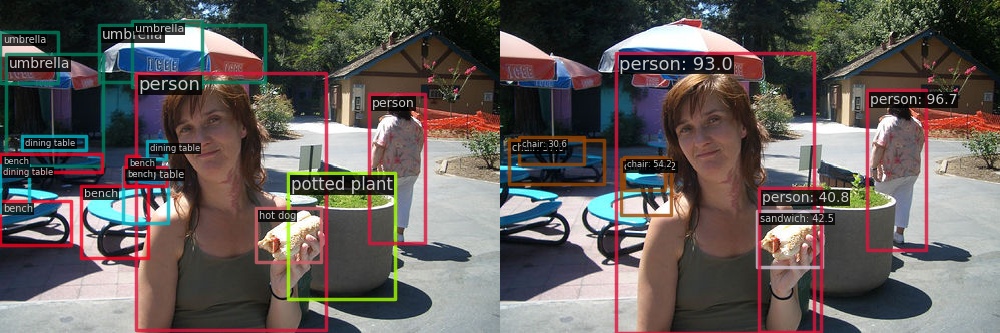 umbrella
umbrella
umbrella
umbrella
person
person
dining table
dining table
bench
bench
dining table
bench
table
potted plant
bench
bench
hot dog
person: 93.0
person: 96.7
chair: 30.6
chair: 54.2
person: 40.8
sandwich: 42.5